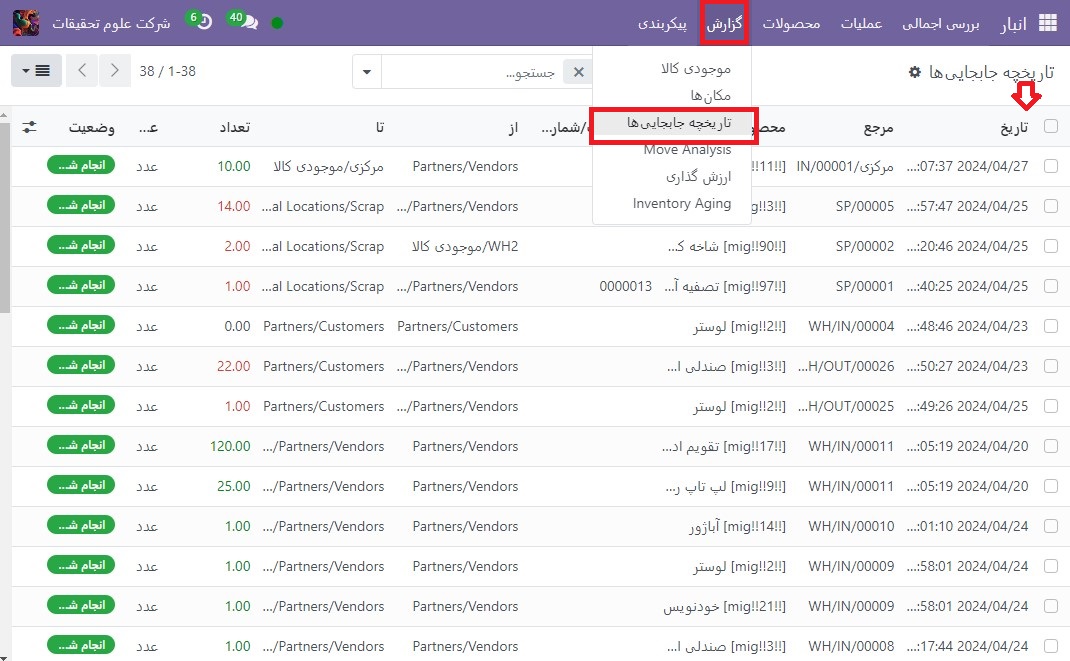 انبار بررسی اجمالی عملیات محصولات گزارش پیکربندی 40 6 شرکت علوم تحقیقات
تاریخچه جابجایی‌ها جستجو... 38 / 1-38
موجودی کالا
مکان‌ها
تاریخچه جابجایی‌ها
Move Analysis
ارزش گذاری
Inventory Aging
تاریخ مرجع از تا تعداد ع... وضعیت
2024/04/27 07:37:... مرکزی/IN/00001 Partners/Vendors مرکزی/موجودی کالا 10.00 عدد انجام ش...
2024/04/25 57:47:... SP/00005 Partners/Vendors/... ...al Locations/Scrap 14.00 عدد انجام ش...
2024/04/25 20:46:... SP/00002 [mig!!90!!] شاخه ک... WH2/موجودی کالا ...al Locations/Scrap 2.00 عدد انجام ش...
2024/04/25 40:25:... SP/00001 [mig!!97!!] تصفیه آ... 0000013 Partners/Vendors/... ...al Locations/Scrap 1.00 عدد انجام ش...
2024/04/23 48:46:... WH/IN/00004 [mig!!2!!] لوستر Partners/Customers Partners/Customers 0.00 عدد انجام ش...
2024/04/23 50:27:... ...H/OUT/00026 [mig!!3!!] صندلی ا... Partners/Vendors/... Partners/Customers 22.00 عدد انجام ش...
2024/04/25 49:26:... ...H/OUT/00025 [mig!!2!!] لوستر Partners/Vendors/... Partners/Customers 1.00 عدد انجام ش...
2024/04/20 05:19:... WH/IN/00011 [mig!!17!!] تقویم اد... Partners/Vendors Partners/Vendors/... 120.00 عدد انجام ش...
2024/04/20 05:19:... WH/IN/00011 [mig!!9!!] لپ تاپ ر... Partners/Vendors Partners/Vendors/... 25.00 عدد انجام ش...
2024/04/24 01:10:... WH/IN/00010 [mig!!14!!] آباژور Partners/Vendors Partners/Vendors/... 1.00 عدد انجام ش...
2024/04/24 58:01:... WH/IN/00009 [mig!!2!!] لوستر Partners/Vendors Partners/Vendors/... 1.00 عدد انجام ش...
2024/04/24 58:01:... WH/IN/00009 [mig!!21!!] خودنویس Partners/Vendors Partners/Vendors/... 1.00 عدد انجام ش...
2024/04/24 17:44:... WH/IN/00008 [mig!!3!!] صندلی ا... Partners/Vendors Partners/Vendors/... 1.00 عدد انجام ش...